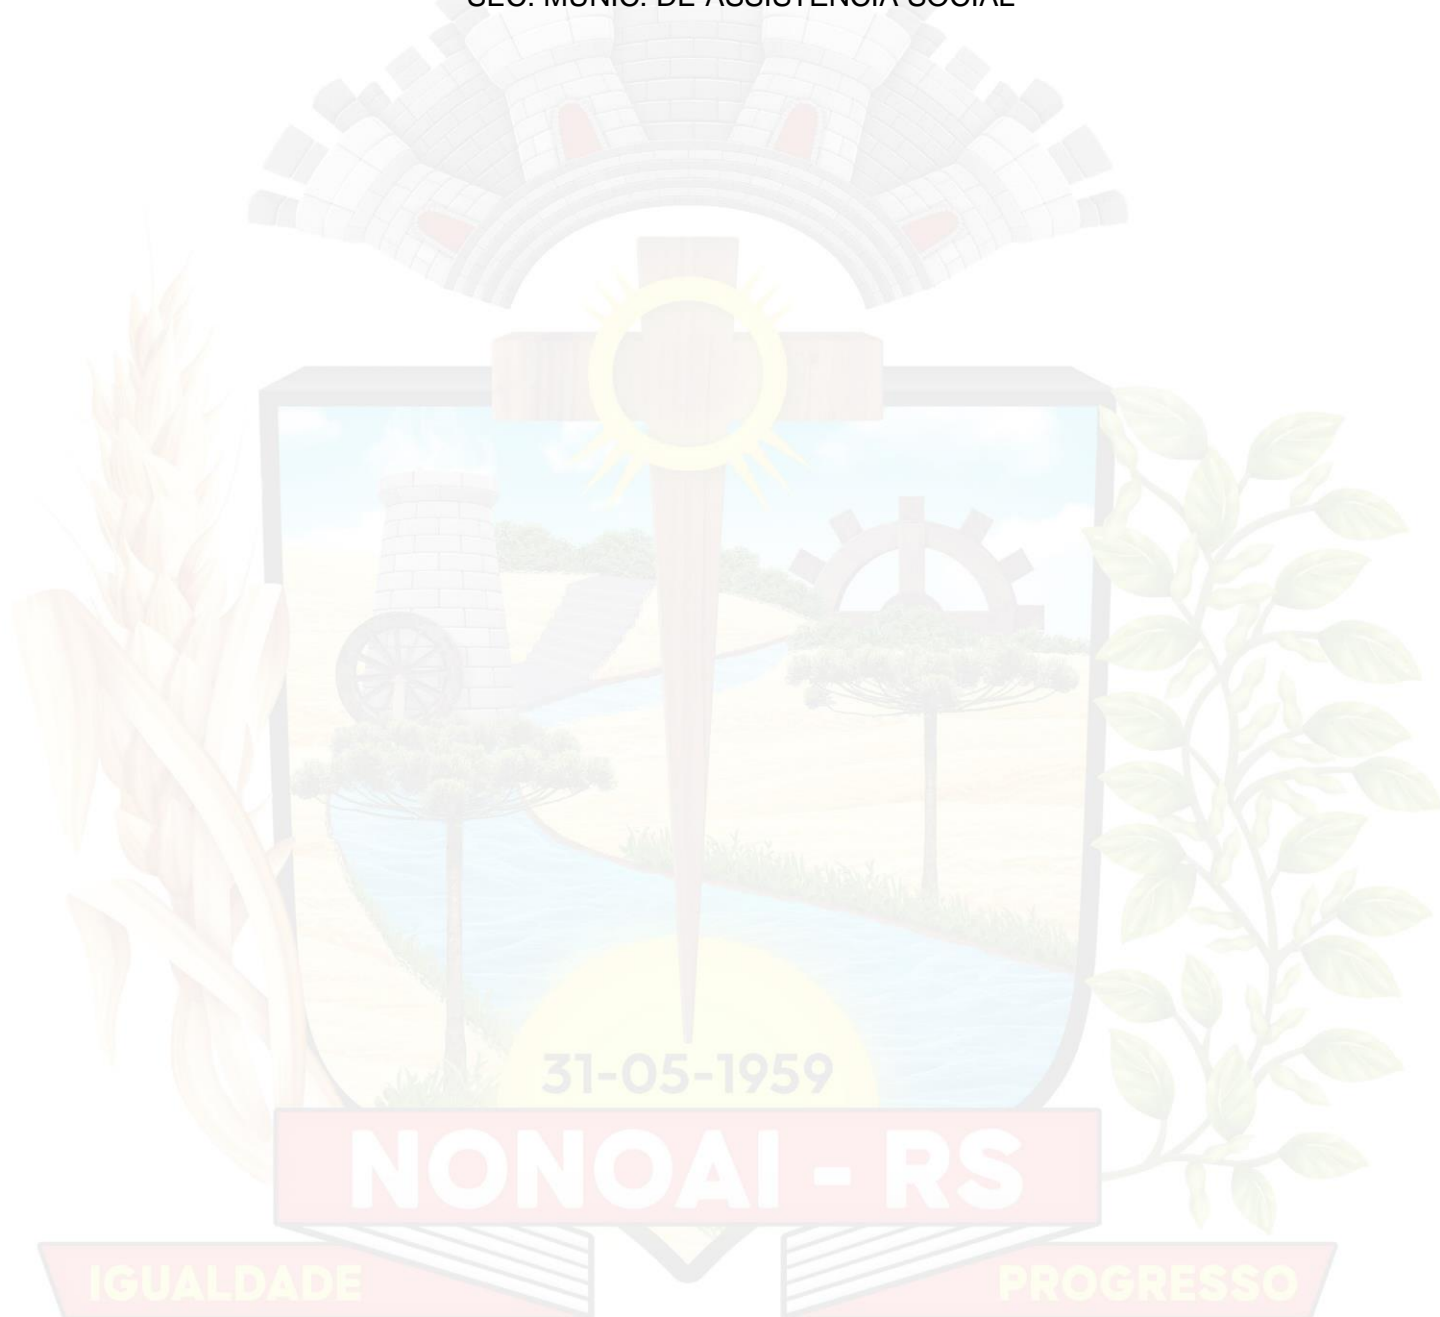 SEC. MUNIC. DE ASSISTÊNCIA SOCIAL
31-05-1959
NONOAI - RS
IGUALDADE
PROGRESSO